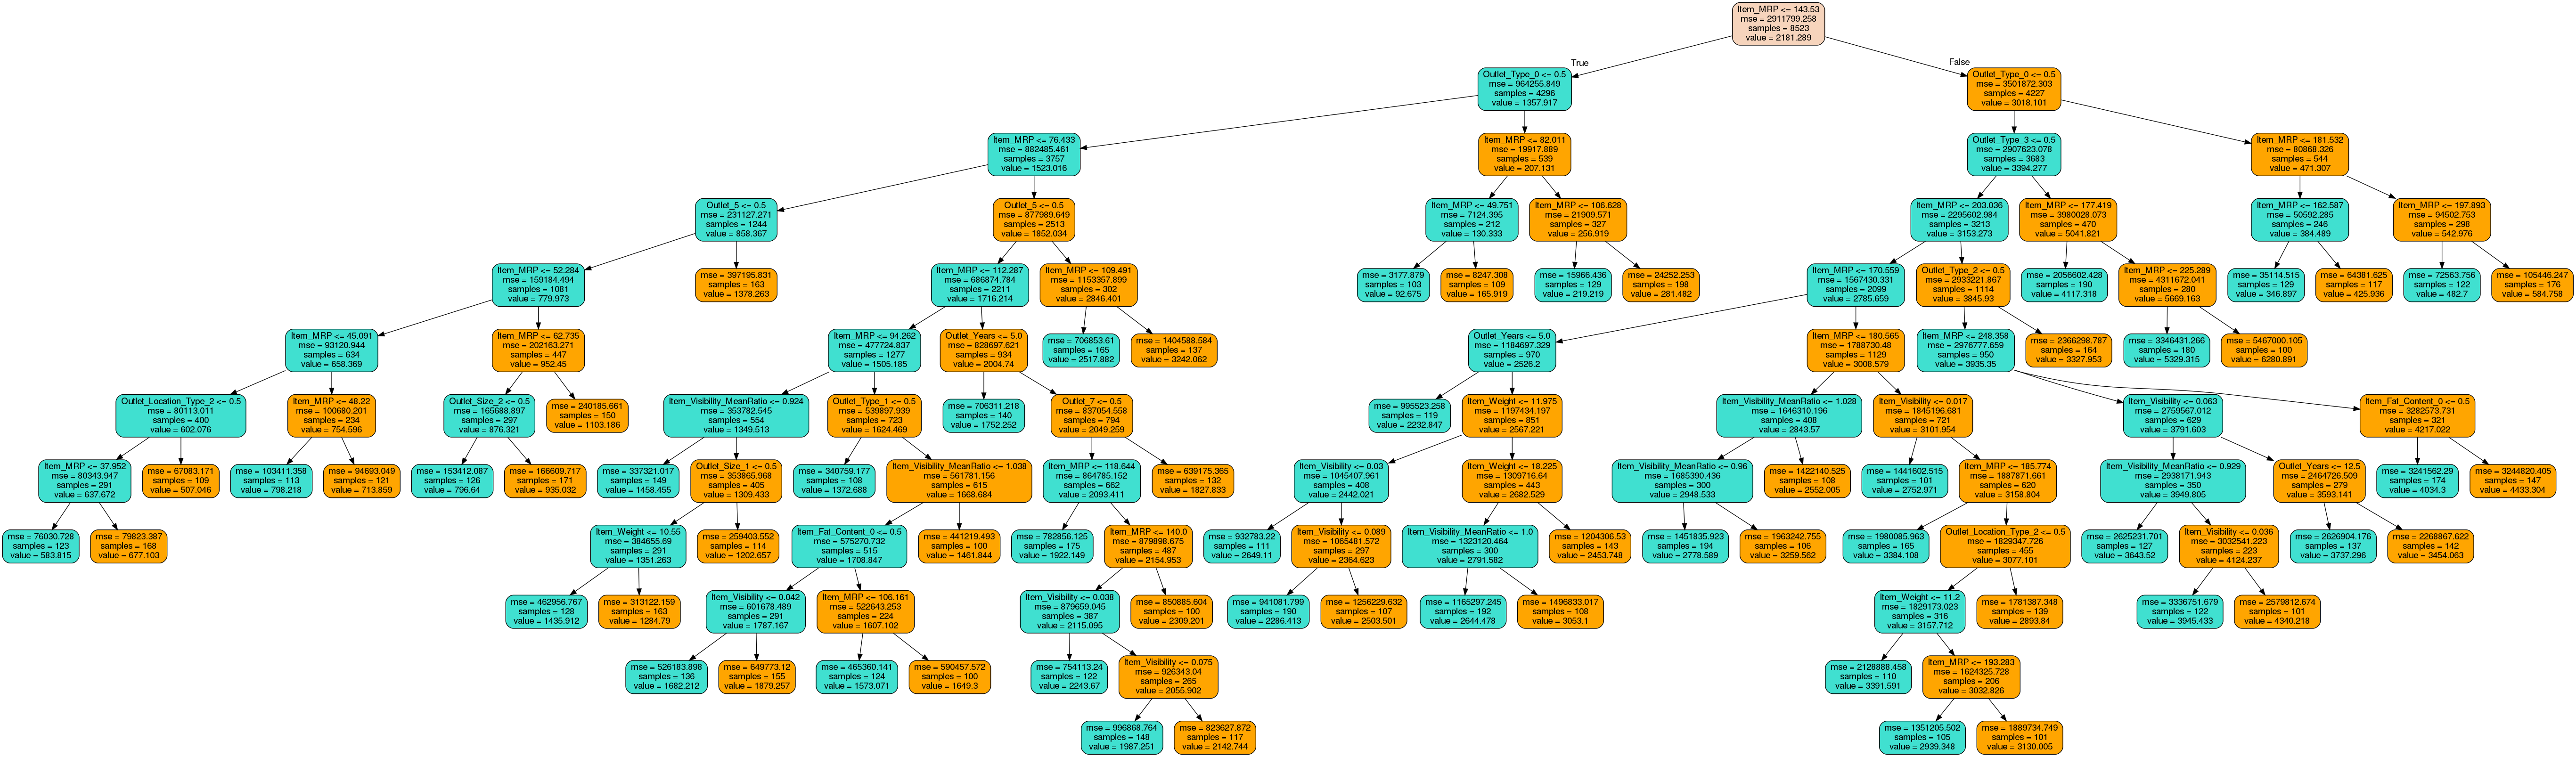 Item_MRP <= 143.53
mse = 2911799.258
samples = 8523
value = 2181.289
True
False
Outlet_Type_0 <= 0.5
mse = 964255.849
samples = 4296
value = 1357.917
Outlet_Type_0 <= 0.5
mse = 3501872.303
samples = 4227
value = 3018.101
Item_MRP <= 76.433
mse = 882485.461
samples = 3757
value = 1523.016
Item_MRP <= 82.011
mse = 19917.889
samples = 539
value = 207.131
Outlet_Type_3 <= 0.5
mse = 2907623.078
samples = 3683
value = 3394.277
Item_MRP <= 181.532
mse = 80868.326
samples = 544
value = 471.307
Outlet_5 <= 0.5
mse = 231127.271
samples = 1244
value = 858.367
Outlet_5 <= 0.5
mse = 877989.649
samples = 2513
value = 1852.034
Item_MRP <= 49.751
mse = 7124.395
samples = 212
value = 130.333
Item_MRP <= 106.628
mse = 21909.571
samples = 327
value = 256.919
Item_MRP <= 203.036
mse = 2295602.984
samples = 3213
value = 3153.273
Item_MRP <= 177.419
mse = 3980028.073
samples = 470
value = 5041.821
Item_MRP <= 162.587
mse = 50592.285
samples = 246
value = 384.489
Item_MRP <= 197.893
mse = 94502.753
samples = 298
value = 542.976
Item_MRP <= 52.284
mse = 159184.494
samples = 1081
value = 779.973
mse = 397195.831
samples = 163
value = 1378.263
Item_MRP <= 112.287
mse = 686874.784
samples = 2211
value = 1716.214
Item_MRP <= 109.491
mse = 1153357.899
samples = 302
value = 2846.401
mse = 3177.879
samples = 103
value = 92.675
mse = 8247.308
samples = 109
value = 165.919
mse = 15966.436
samples = 129
value = 219.219
mse = 24252.253
samples = 198
value = 281.482
Item_MRP <= 170.559
mse = 1567430.331
samples = 2099
value = 2785.659
Outlet_Type_2 <= 0.5
mse = 2933221.867
samples = 1114
value = 3845.93
mse = 2056602.428
samples = 190
value = 4117.318
Item_MRP <= 225.289
mse = 4311672.041
samples = 280
value = 5669.163
mse = 35114.515
samples = 129
value = 346.897
mse = 64381.625
samples = 117
value = 425.936
mse = 72563.756
samples = 122
value = 482.7
mse = 105446.247
samples = 176
value = 584.758
Item_MRP <= 45.091
mse = 93120.944
samples = 634
value = 658.369
Item_MRP <= 62.735
mse = 202163.271
samples = 447
value = 952.45
Item_MRP <= 94.262
mse = 477724.837
samples = 1277
value = 1505.185
Outlet_Years <= 5.0
mse = 828697.621
samples = 934
value = 2004.74
mse = 706853.61
samples = 165
value = 2517.882
mse = 1404588.584
samples = 137
value = 3242.062
Outlet_Years <= 5.0
mse = 1184697.329
samples = 970
value = 2526.2
Item_MRP <= 180.565
mse = 1788730.48
samples = 1129
value = 3008.579
Item_MRP <= 248.358
mse = 2976777.659
samples = 950
value = 3935.35
mse = 2366298.787
samples = 164
value = 3327.953
mse = 3346431.266
samples = 180
value = 5329.315
mse = 5467000.105
samples = 100
value = 6280.891
Outlet_Location_Type_2 <= 0.5
mse = 80113.011
samples = 400
value = 602.076
Item_MRP <= 48.22
mse = 100680.201
samples = 234
value = 754.596
Outlet_Size_2 <= 0.5
mse = 165688.897
samples = 297
value = 876.321
mse = 240185.661
samples = 150
value = 1103.186
Item_Visibility_MeanRatio <= 0.924
mse = 353782.545
samples = 554
value = 1349.513
Outlet_Type_1 <= 0.5
mse = 539897.939
samples = 723
value = 1624.469
mse = 706311.218
samples = 140
value = 1752.252
Outlet_7 <= 0.5
mse = 837054.558
samples = 794
value = 2049.259
mse = 995523.258
samples = 119
value = 2232.847
Item_Weight <= 11.975
mse = 1197434.197
samples = 851
value = 2567.221
Item_Visibility_MeanRatio <= 1.028
mse = 1646310.196
samples = 408
value = 2843.57
Item_Visibility <= 0.017
mse = 1845196.681
samples = 721
value = 3101.954
Item_Visibility <= 0.063
mse = 2759567.012
samples = 629
value = 3791.603
Item_Fat_Content_0 <= 0.5
mse = 3282573.731
samples = 321
value = 4217.022
Item_MRP <= 37.952
mse = 80343.947
samples = 291
value = 637.672
mse = 67083.171
samples = 109
value = 507.046
mse = 103411.358
samples = 113
value = 798.218
mse = 94693.049
samples = 121
value = 713.859
mse = 153412.087
samples = 126
value = 796.64
mse = 166609.717
samples = 171
value = 935.032
mse = 337321.017
samples = 149
value = 1458.455
Outlet_Size_1 <= 0.5
mse = 353865.968
samples = 405
value = 1309.433
mse = 340759.177
samples = 108
value = 1372.688
Item_Visibility_MeanRatio <= 1.038
mse = 561781.156
samples = 615
value = 1668.684
Item_MRP <= 118.644
mse = 864785.152
samples = 662
value = 2093.411
mse = 639175.365
samples = 132
value = 1827.833
Item_Visibility <= 0.03
mse = 1045407.961
samples = 408
value = 2442.021
Item_Weight <= 18.225
mse = 1309716.64
samples = 443
value = 2682.529
Item_Visibility_MeanRatio <= 0.96
mse = 1685390.436
samples = 300
value = 2948.533
mse = 1422140.525
samples = 108
value = 2552.005
mse = 1441602.515
samples = 101
value = 2752.971
Item_MRP <= 185.774
mse = 1887871.661
samples = 620
value = 3158.804
Item_Visibility_MeanRatio <= 0.929
mse = 2938171.943
samples = 350
value = 3949.805
Outlet_Years <= 12.5
mse = 2464726.509
samples = 279
value = 3593.141
mse = 3241562.29
samples = 174
value = 4034.3
mse = 3244820.405
samples = 147
value = 4433.304
mse = 76030.728
samples = 123
value = 583.815
mse = 79823.387
samples = 168
value = 677.103
Item_Weight <= 10.55
mse = 384655.69
samples = 291
value = 1351.263
mse = 259403.552
samples = 114
value = 1202.657
Item_Fat_Content_0 <= 0.5
mse = 575270.732
samples = 515
value = 1708.847
mse = 441219.493
samples = 100
value = 1461.844
mse = 782856.125
samples = 175
value = 1922.149
Item_MRP <= 140.0
mse = 879898.675
samples = 487
value = 2154.953
mse = 932783.22
samples = 111
value = 2649.11
Item_Visibility <= 0.089
mse = 1065481.572
samples = 297
value = 2364.623
Item_Visibility_MeanRatio <= 1.0
mse = 1323120.464
samples = 300
value = 2791.582
mse = 1204306.53
samples = 143
value = 2453.748
mse = 1451835.923
samples = 194
value = 2778.589
mse = 1963242.755
samples = 106
value = 3259.562
mse = 1980085.963
samples = 165
value = 3384.108
Outlet_Location_Type_2 <= 0.5
mse = 1829347.726
samples = 455
value = 3077.101
mse = 2625231.701
samples = 127
value = 3643.52
Item_Visibility <= 0.036
mse = 3032541.223
samples = 223
value = 4124.237
mse = 2626904.176
samples = 137
value = 3737.296
mse = 2268867.622
samples = 142
value = 3454.063
mse = 462956.767
samples = 128
value = 1435.912
mse = 313122.159
samples = 163
value = 1284.79
Item_Visibility <= 0.042
mse = 601678.489
samples = 291
value = 1787.167
Item_MRP <= 106.161
mse = 522643.253
samples = 224
value = 1607.102
Item_Visibility <= 0.038
mse = 879659.045
samples = 387
value = 2115.095
mse = 850885.604
samples = 100
value = 2309.201
mse = 941081.799
samples = 190
value = 2286.413
mse = 1256229.632
samples = 107
value = 2503.501
mse = 1165297.245
samples = 192
value = 2644.478
mse = 1496833.017
samples = 108
value = 3053.1
Item_Weight <= 11.2
mse = 1829173.023
samples = 316
value = 3157.712
mse = 1781387.348
samples = 139
value = 2893.84
mse = 3336751.679
samples = 122
value = 3945.433
mse = 2579812.674
samples = 101
value = 4340.218
mse = 526183.898
samples = 136
value = 1682.212
mse = 649773.12
samples = 155
value = 1879.257
mse = 465360.141
samples = 124
value = 1573.071
mse = 590457.572
samples = 100
value = 1649.3
mse = 754113.24
samples = 122
value = 2243.67
Item_Visibility <= 0.075
mse = 926343.04
samples = 265
value = 2055.902
mse = 2128888.458
samples = 110
value = 3391.591
Item_MRP <= 193.283
mse = 1624325.728
samples = 206
value = 3032.826
mse = 996868.764
samples = 148
value = 1987.251
mse = 823627.872
samples = 117
value = 2142.744
mse = 1351205.502
samples = 105
value = 2939.348
mse = 1889734.749
samples = 101
value = 3130.005